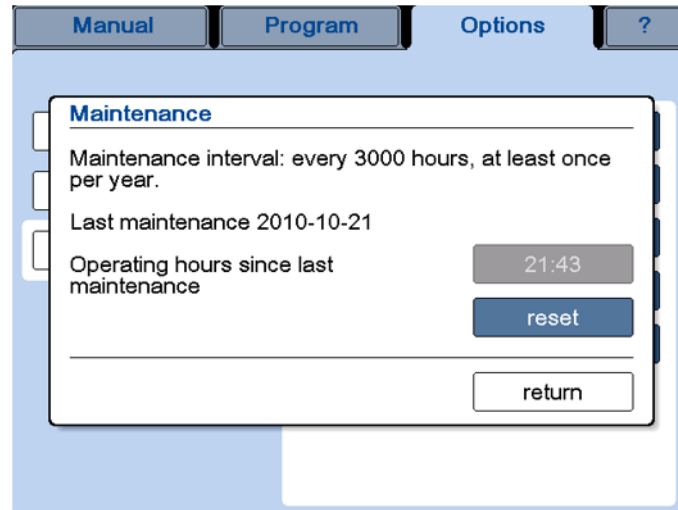 Manual Program Options ?
Maintenance
Maintenance interval: every 3000 hours, at least once
per year.
Last maintenance 2010-10-21
Operating hours since last
maintenance
21:43
reset
return